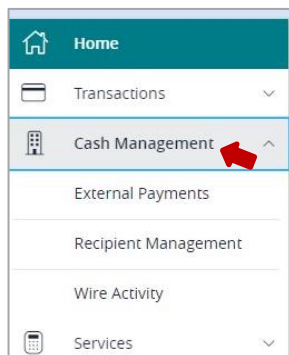 Home
Transactions
Cash Management
External Payments
Recipient Management
Wire Activity
Services